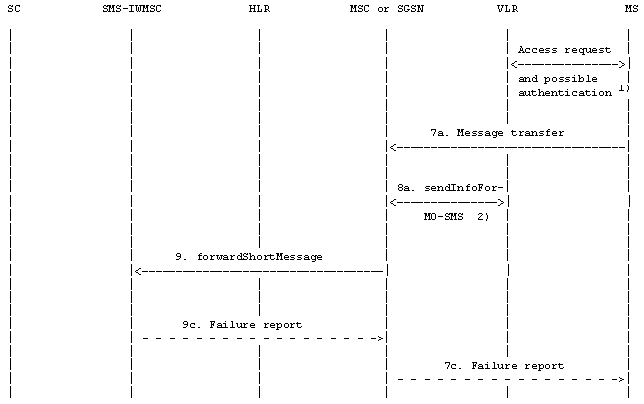 SC SMS-IWMSC HLR MSC or SGSN VLR MS
Access request
and possible
authentication 1)
7a. Message transfer
8a. sendInfoFor-
MO-SMS 2)
9. forwardShortMessage
9c. Failure report
7c. Failure report